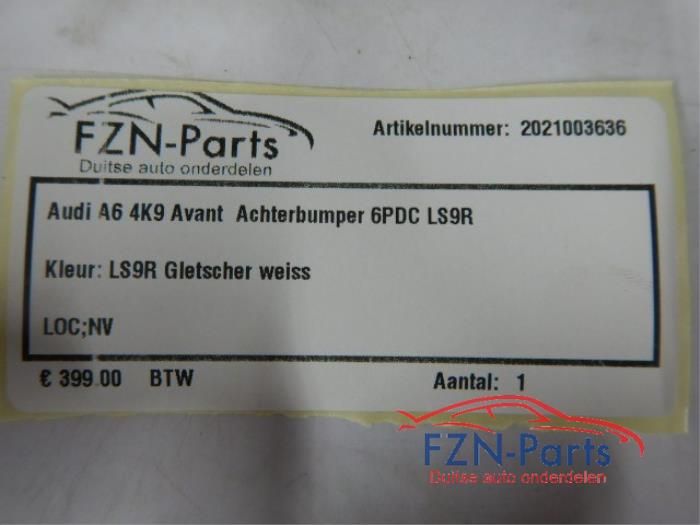 FZN-Parts
Duitse auto onderdelen
Artikelnummer: 2021003636
Audi A6 4K9 Avant Achterbumper 6PDC LS9R
Kleur: LS9R Gletscher weiss
LOC;NV
€ 399.00 BTW
Aantal: 1
FZN-Parts
Duitse auto onderdelen